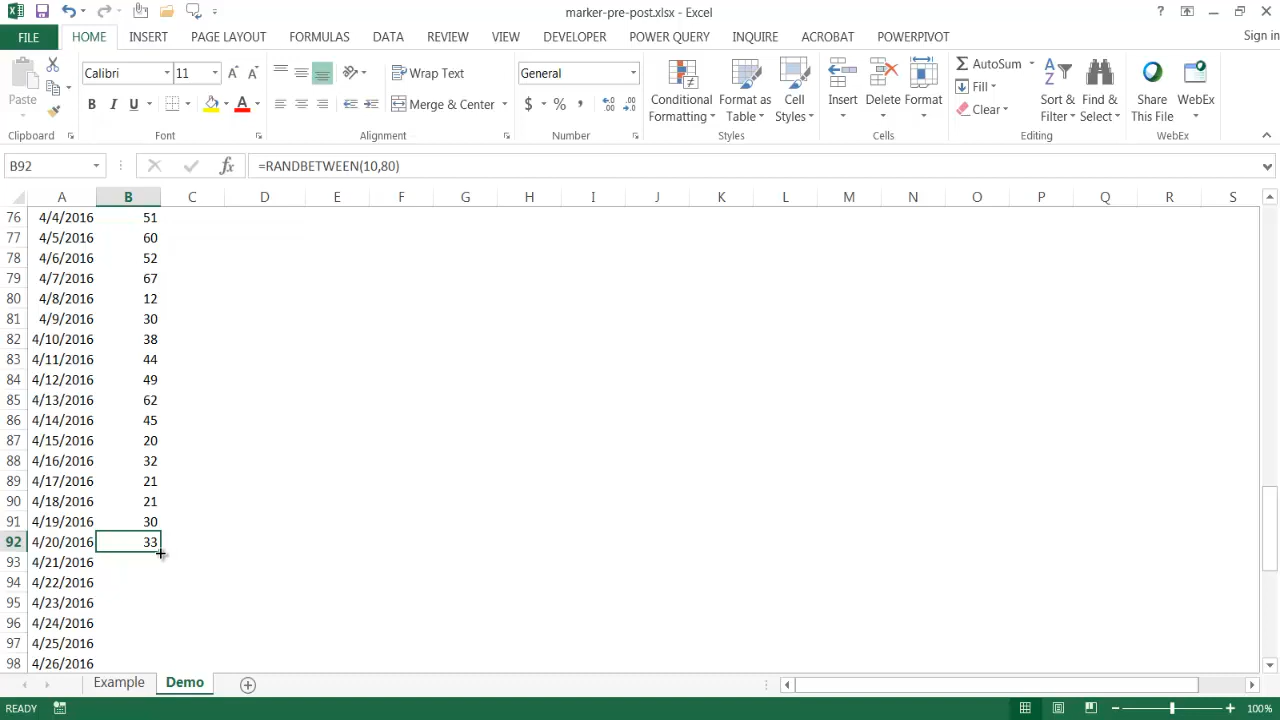 marker-pre-post.xlsx - Excel
FILE HOME INSERT PAGE LAYOUT FORMULAS DATA REVIEW VIEW DEVELOPER POWER QUERY INQUIRE ACROBAT POWERPIVOT Sign in
Paste
Calibri 11
B I U A
Wrap Text
Merge & Center
General
$ % ,
Conditional Formatting
Format as Table
Cell Styles
Insert
Delete
Format
AutoSum
Fill
Clear
Sort & Filter
Find & Select
Share This File
WebEx
Clipboard Font Alignment Number Styles Cells Editing WebEx
B92 fx =RANDBETWEEN(10,80)
A B C D E F G H I J K L M N O P Q R S
76 4/4/2016 51
77 4/5/2016 60
78 4/6/2016 52
79 4/7/2016 67
80 4/8/2016 12
81 4/9/2016 30
82 4/10/2016 38
83 4/11/2016 44
84 4/12/2016 49
85 4/13/2016 62
86 4/14/2016 45
87 4/15/2016 20
88 4/16/2016 32
89 4/17/2016 21
90 4/18/2016 21
91 4/19/2016 30
92 4/20/2016 33
93 4/21/2016
94 4/22/2016
95 4/23/2016
96 4/24/2016
97 4/25/2016
98 4/26/2016
Example Demo
READY 100%